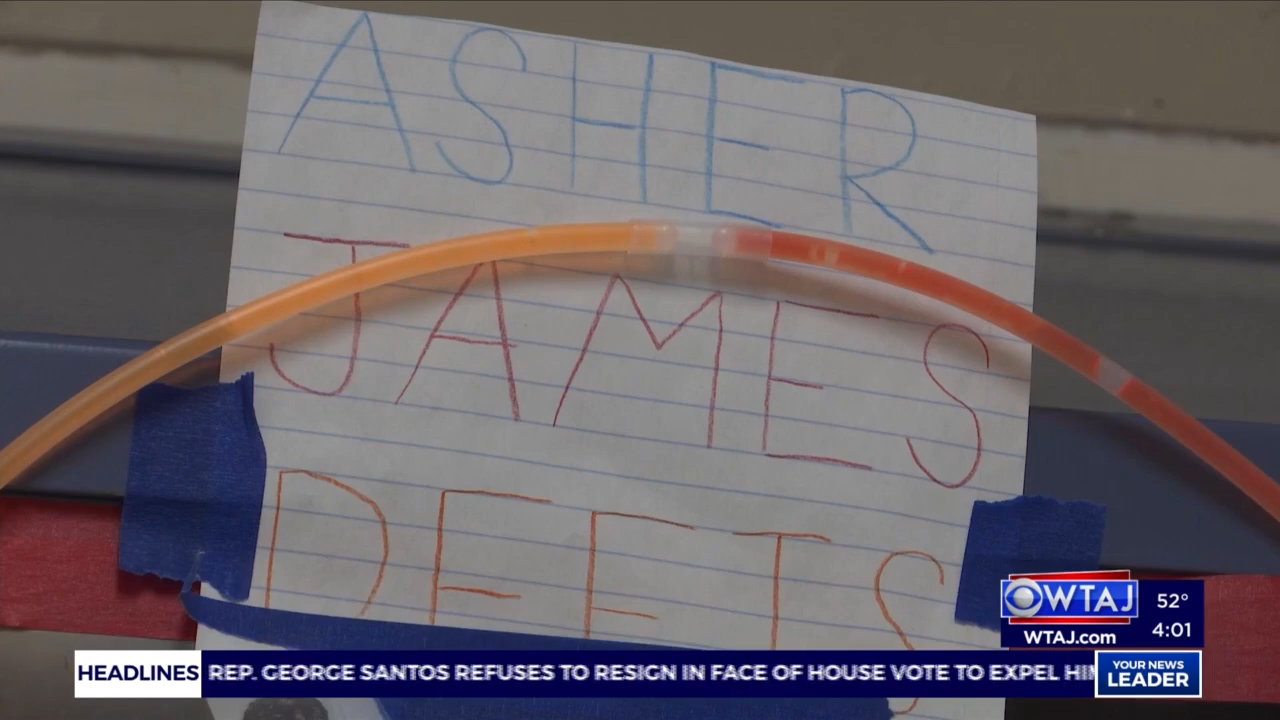 ASHER
JAMES
DEETS
WTAJ
52°
WTAJ.com
4:01
HEADLINES
REP. GEORGE SANTOS REFUSES TO RESIGN IN FACE OF HOUSE VOTE TO EXPEL HI
YOUR NEWS
LEADER